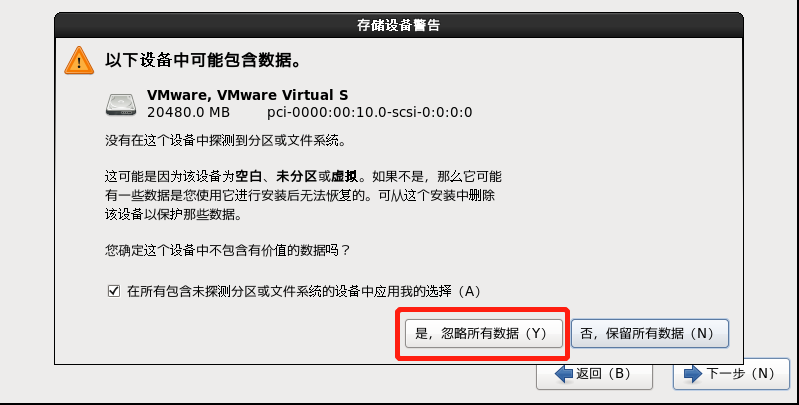 存储设备警告
以下设备中可能包含数据。
VMware, VMware Virtual S
20480.0 MB pci-0000:00:10.0-scsi-0:0:0:0
没有在这个设备中探测到分区或文件系统。
这可能是因为该设备为空白、未分区或虚拟。如果不是，那么它可能
有一些数据是您使用它进行安装后无法恢复的。可从这个安装中删除
该设备以保护那些数据。
您确定这个设备中不包含有价值的数据吗？
在所有包含未探测分区或文件系统的设备中应用我的选择（A）
是，忽略所有数据（Y） 否，保留所有数据（N）
返回（B） 下一步（N）